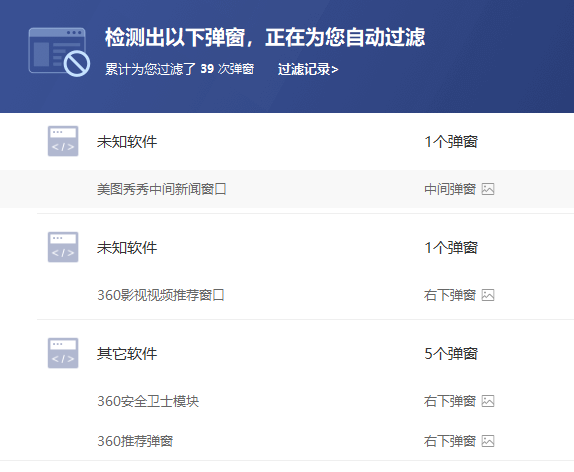 检测出以下弹窗，正在为您自动过滤
累计为您过滤了 39 次弹窗 过滤记录>
未知软件 1个弹窗
美图秀秀中间新闻窗口 中间弹窗
未知软件 1个弹窗
360影视视频推荐窗口 右下弹窗
其它软件 5个弹窗
360安全卫士模块 右下弹窗
360推荐弹窗 右下弹窗